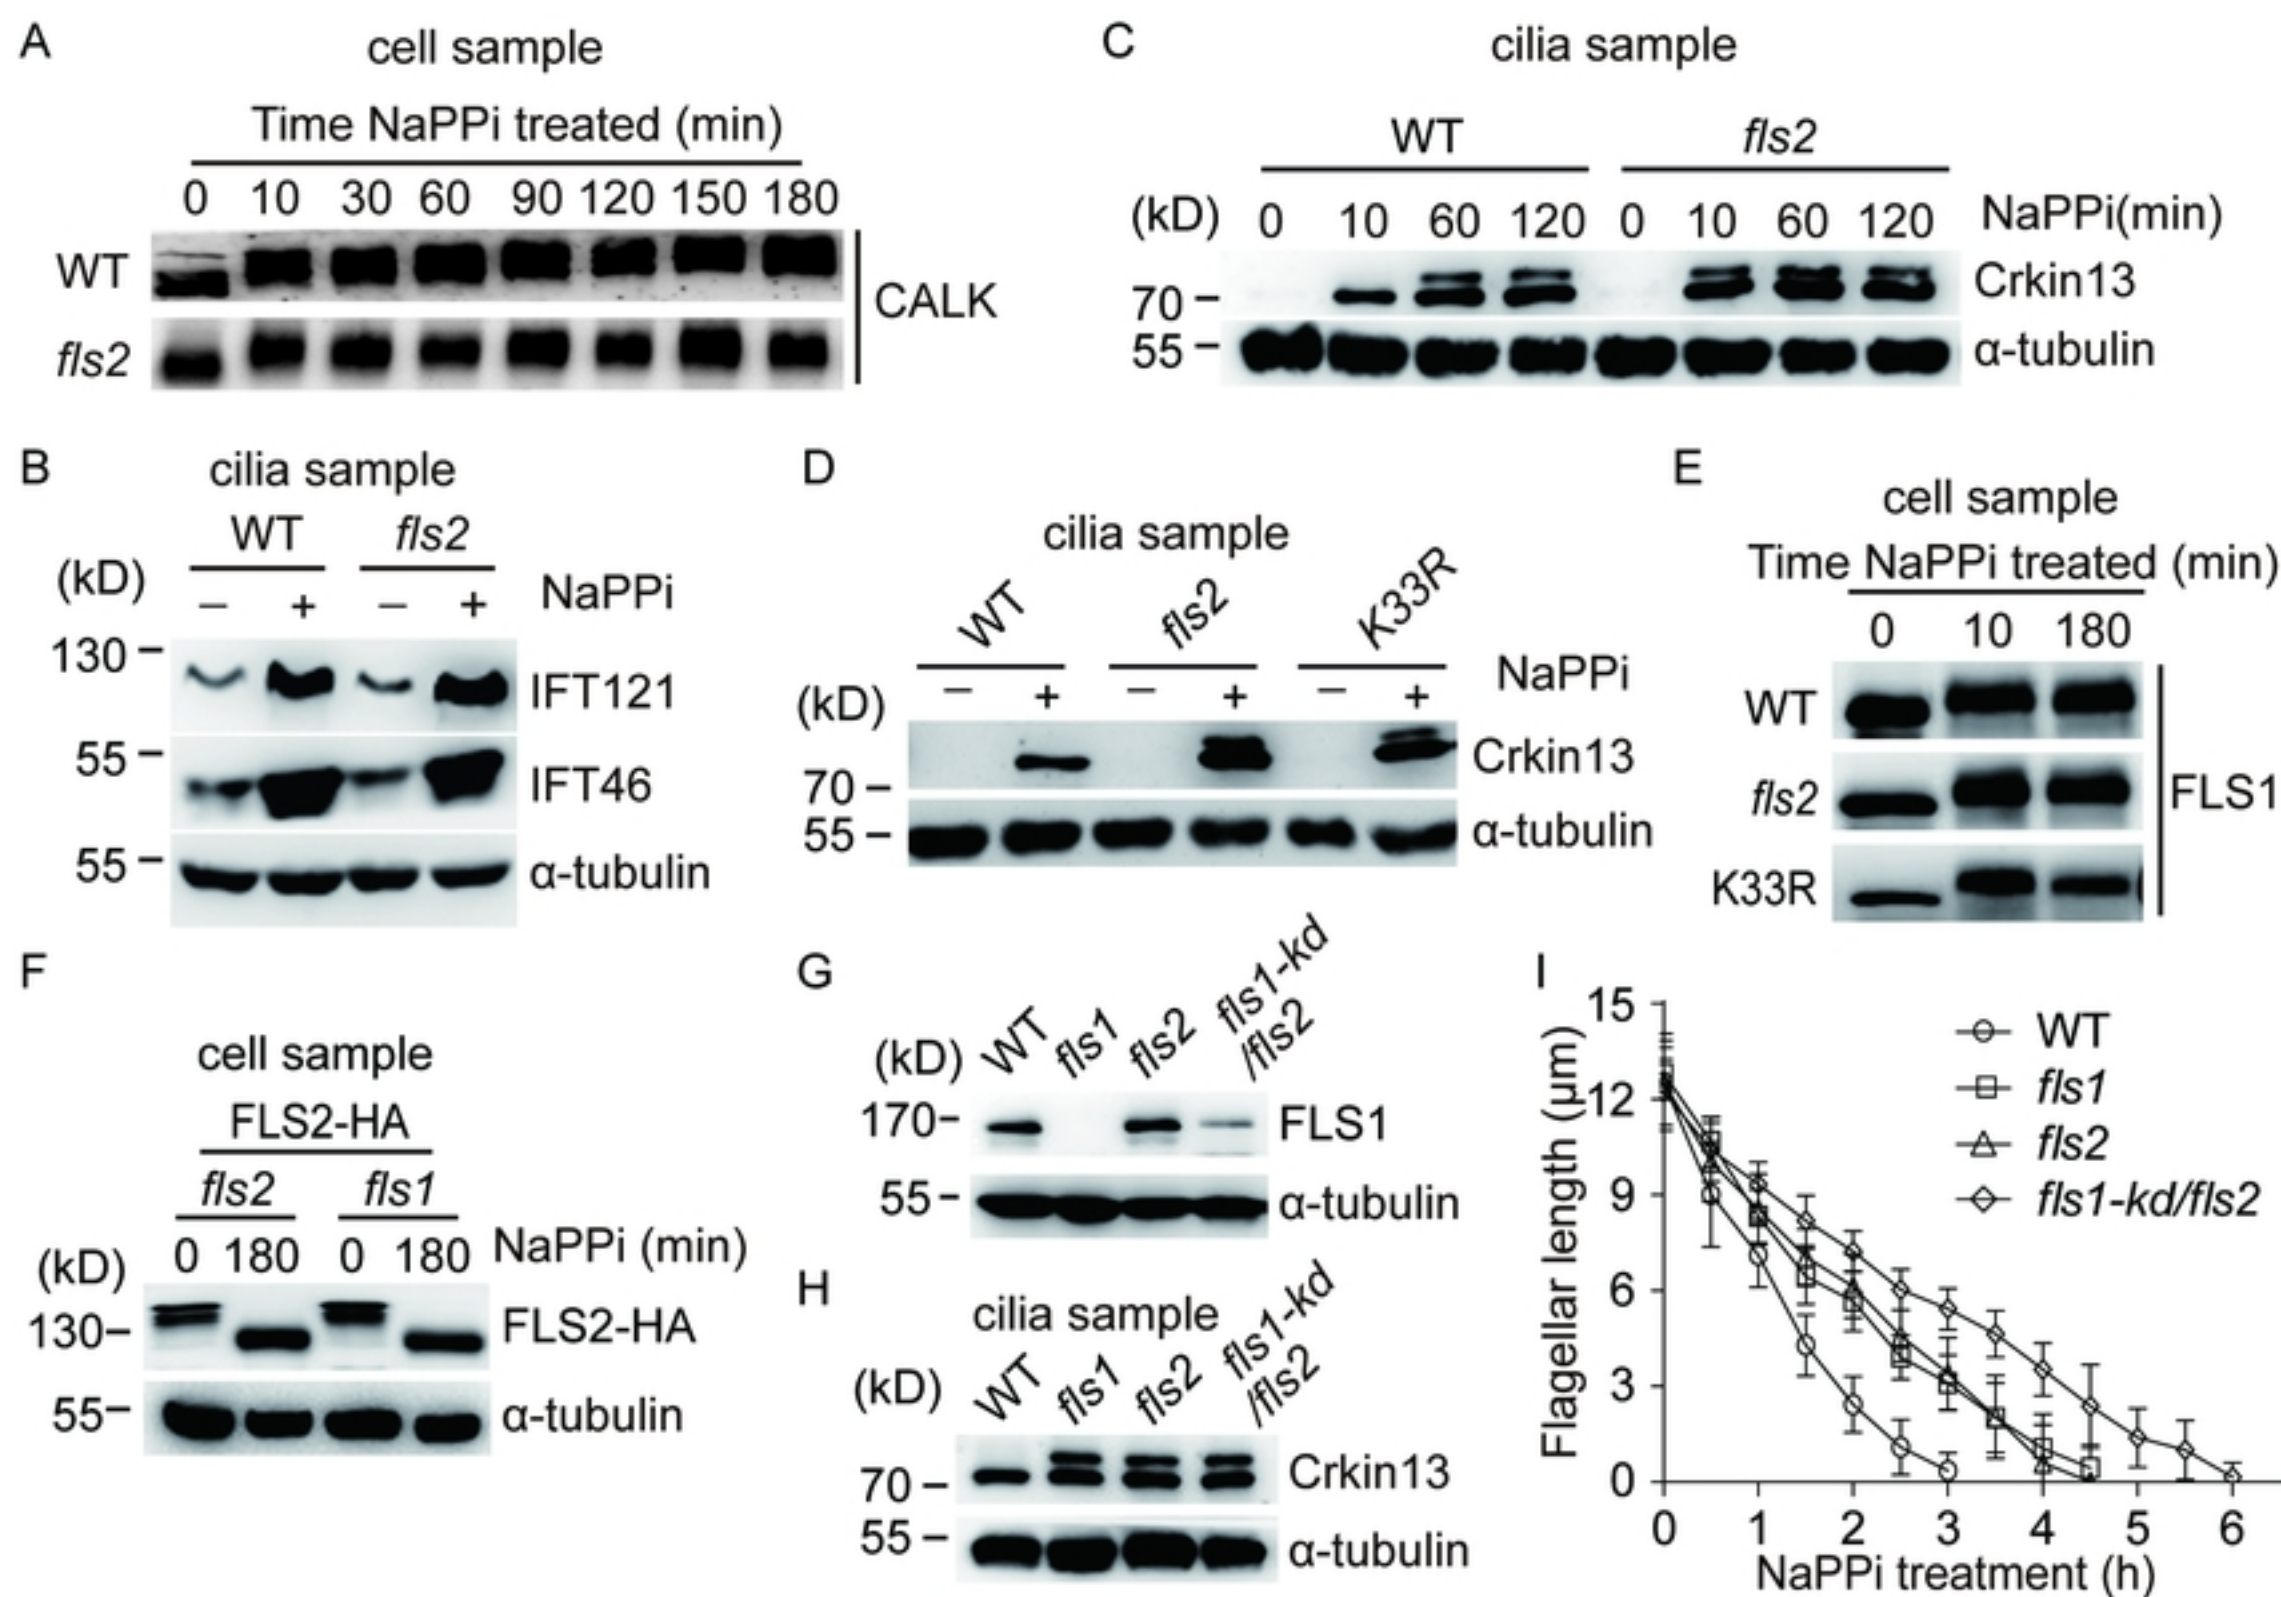 A
cell sample
Time NaPPi treated (min)
0 10 30 60 90 120 150 180
WT
fls2
CALK
C
cilia sample
WT fls2
(kD) 0 10 60 120 0 10 60 120 NaPPi(min)
70 Crkin13
55 α-tubulin
B
cilia sample
WT fls2
(kD) – + – + NaPPi
130 IFT121
55 IFT46
55 α-tubulin
D
cilia sample
WT fls2 K33R
(kD) – + – + – + NaPPi
Crkin13
70
55 α-tubulin
E
cell sample
Time NaPPi treated (min)
0 10 180
WT
fls2
K33R
FLS1
F
cell sample
FLS2-HA
fls2 fls1
(kD) 0 180 0 180 NaPPi (min)
130 FLS2-HA
55 α-tubulin
G
(kD) WT fls1 fls2 fls1-kd
/fls2
170 FLS1
55 α-tubulin
H
cilia sample
(kD) WT fls1 fls2 fls1-kd
/fls2
70 Crkin13
55 α-tubulin
I
Flagellar length (μm)
15
12
9
6
3
0
WT
fls1
fls2
fls1-kd/fls2
0 1 2 3 4 5 6
NaPPi treatment (h)